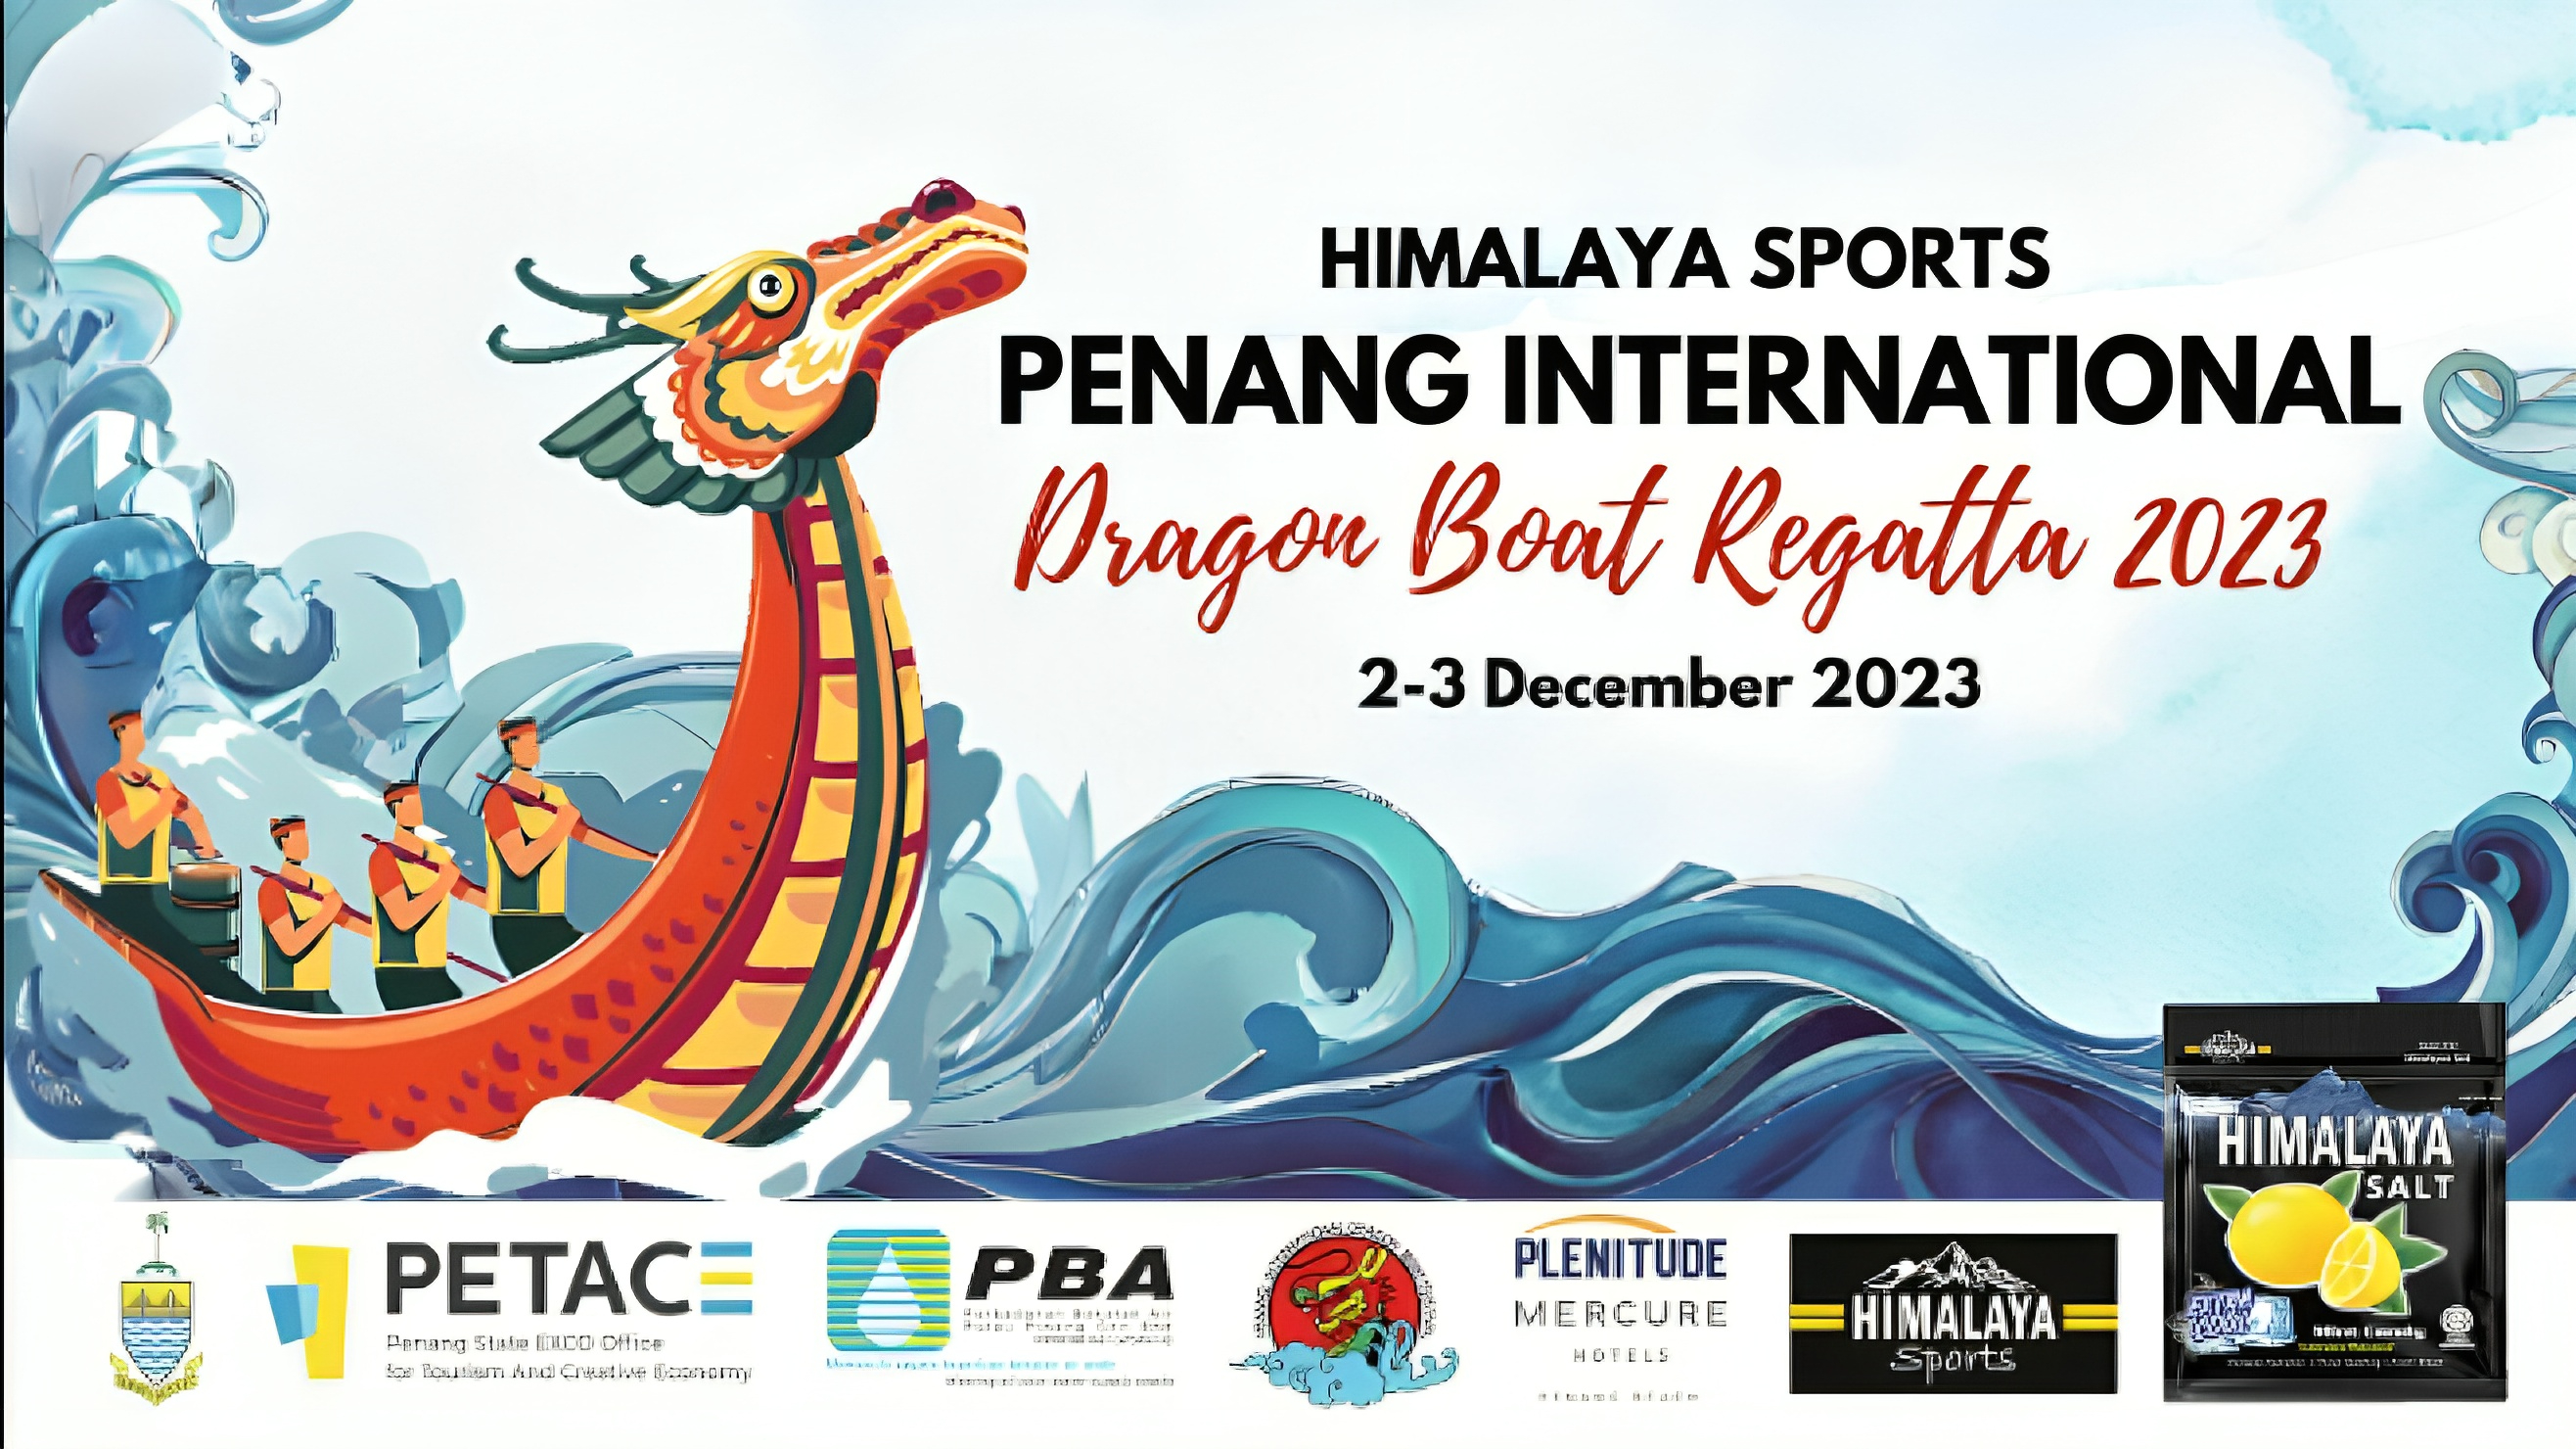 HIMALAYA SPORTS
PENANG INTERNATIONAL
Dragon Boat Regatta 2023
2-3 December 2023
PETACE
Penang State Office
for Tourism And Creative Economy
PBA
PLENITUDE
MERCURE
HOTELS
HIMALAYA
Sports
HIMALAYA
SALT